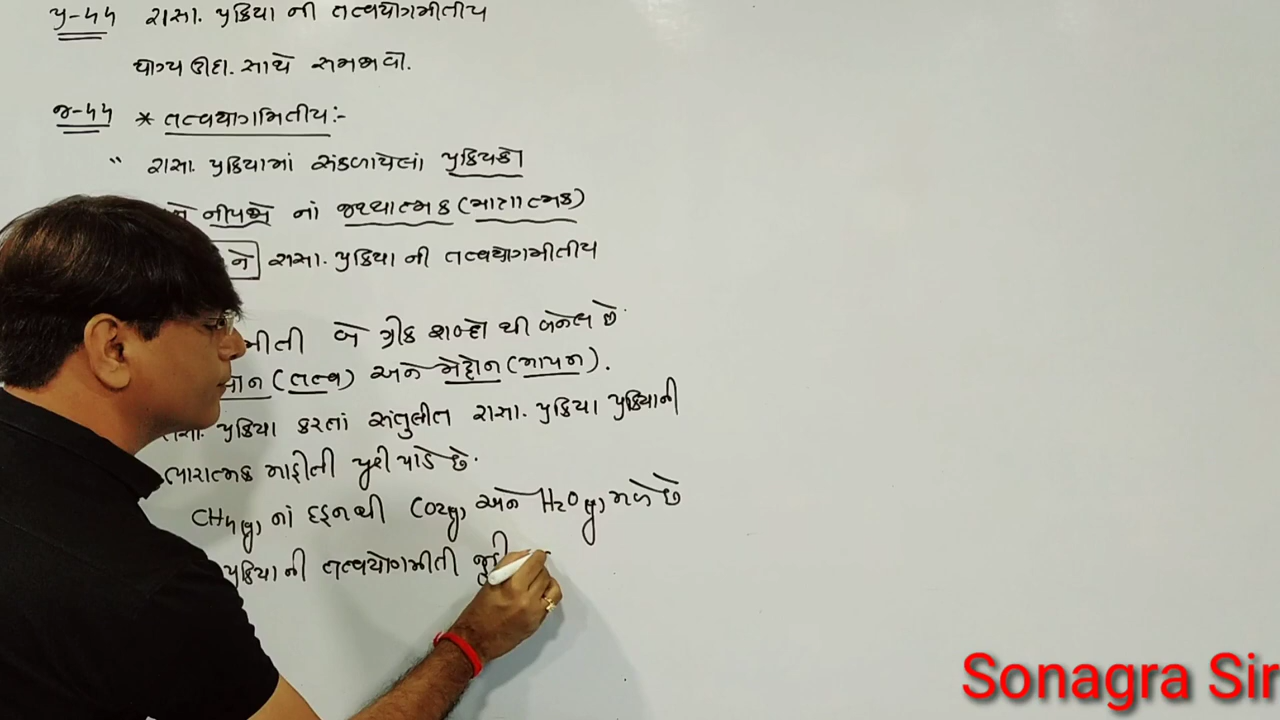 પ્ર-૫૫ રાસા. પ્રક્રિયા ની તત્વયોગમીતીય
યોગ્ય ઊદા. સાથે સમજાવો.
જ-૫૫ * તત્વયોગમિતીય:-
" રાસા. પ્રક્રિયામાં સંકળાયેલાં પ્રક્રિયકો
નીપજો નાં જથ્થાત્મક (માત્રાત્મક)
ને રાસા. પ્રક્રિયા ની તત્વયોગમીતીય
મીતી બે ગ્રીક શબ્દો થી બનેલ છે.
(તત્વ) અને મેટ્રોન (માપન).
પ્રક્રિયા કરતાં સંતુલીત રાસા. પ્રક્રિયા પ્રક્રિયાની
ભારાત્મક માહીતી પૂરી પાડે છે.
CH4(g) નાં દહનથી CO2(g) અને H2O(g) મળે છે
પ્રક્રિયા ની તત્વયોગમીતી
Sonagra Sir